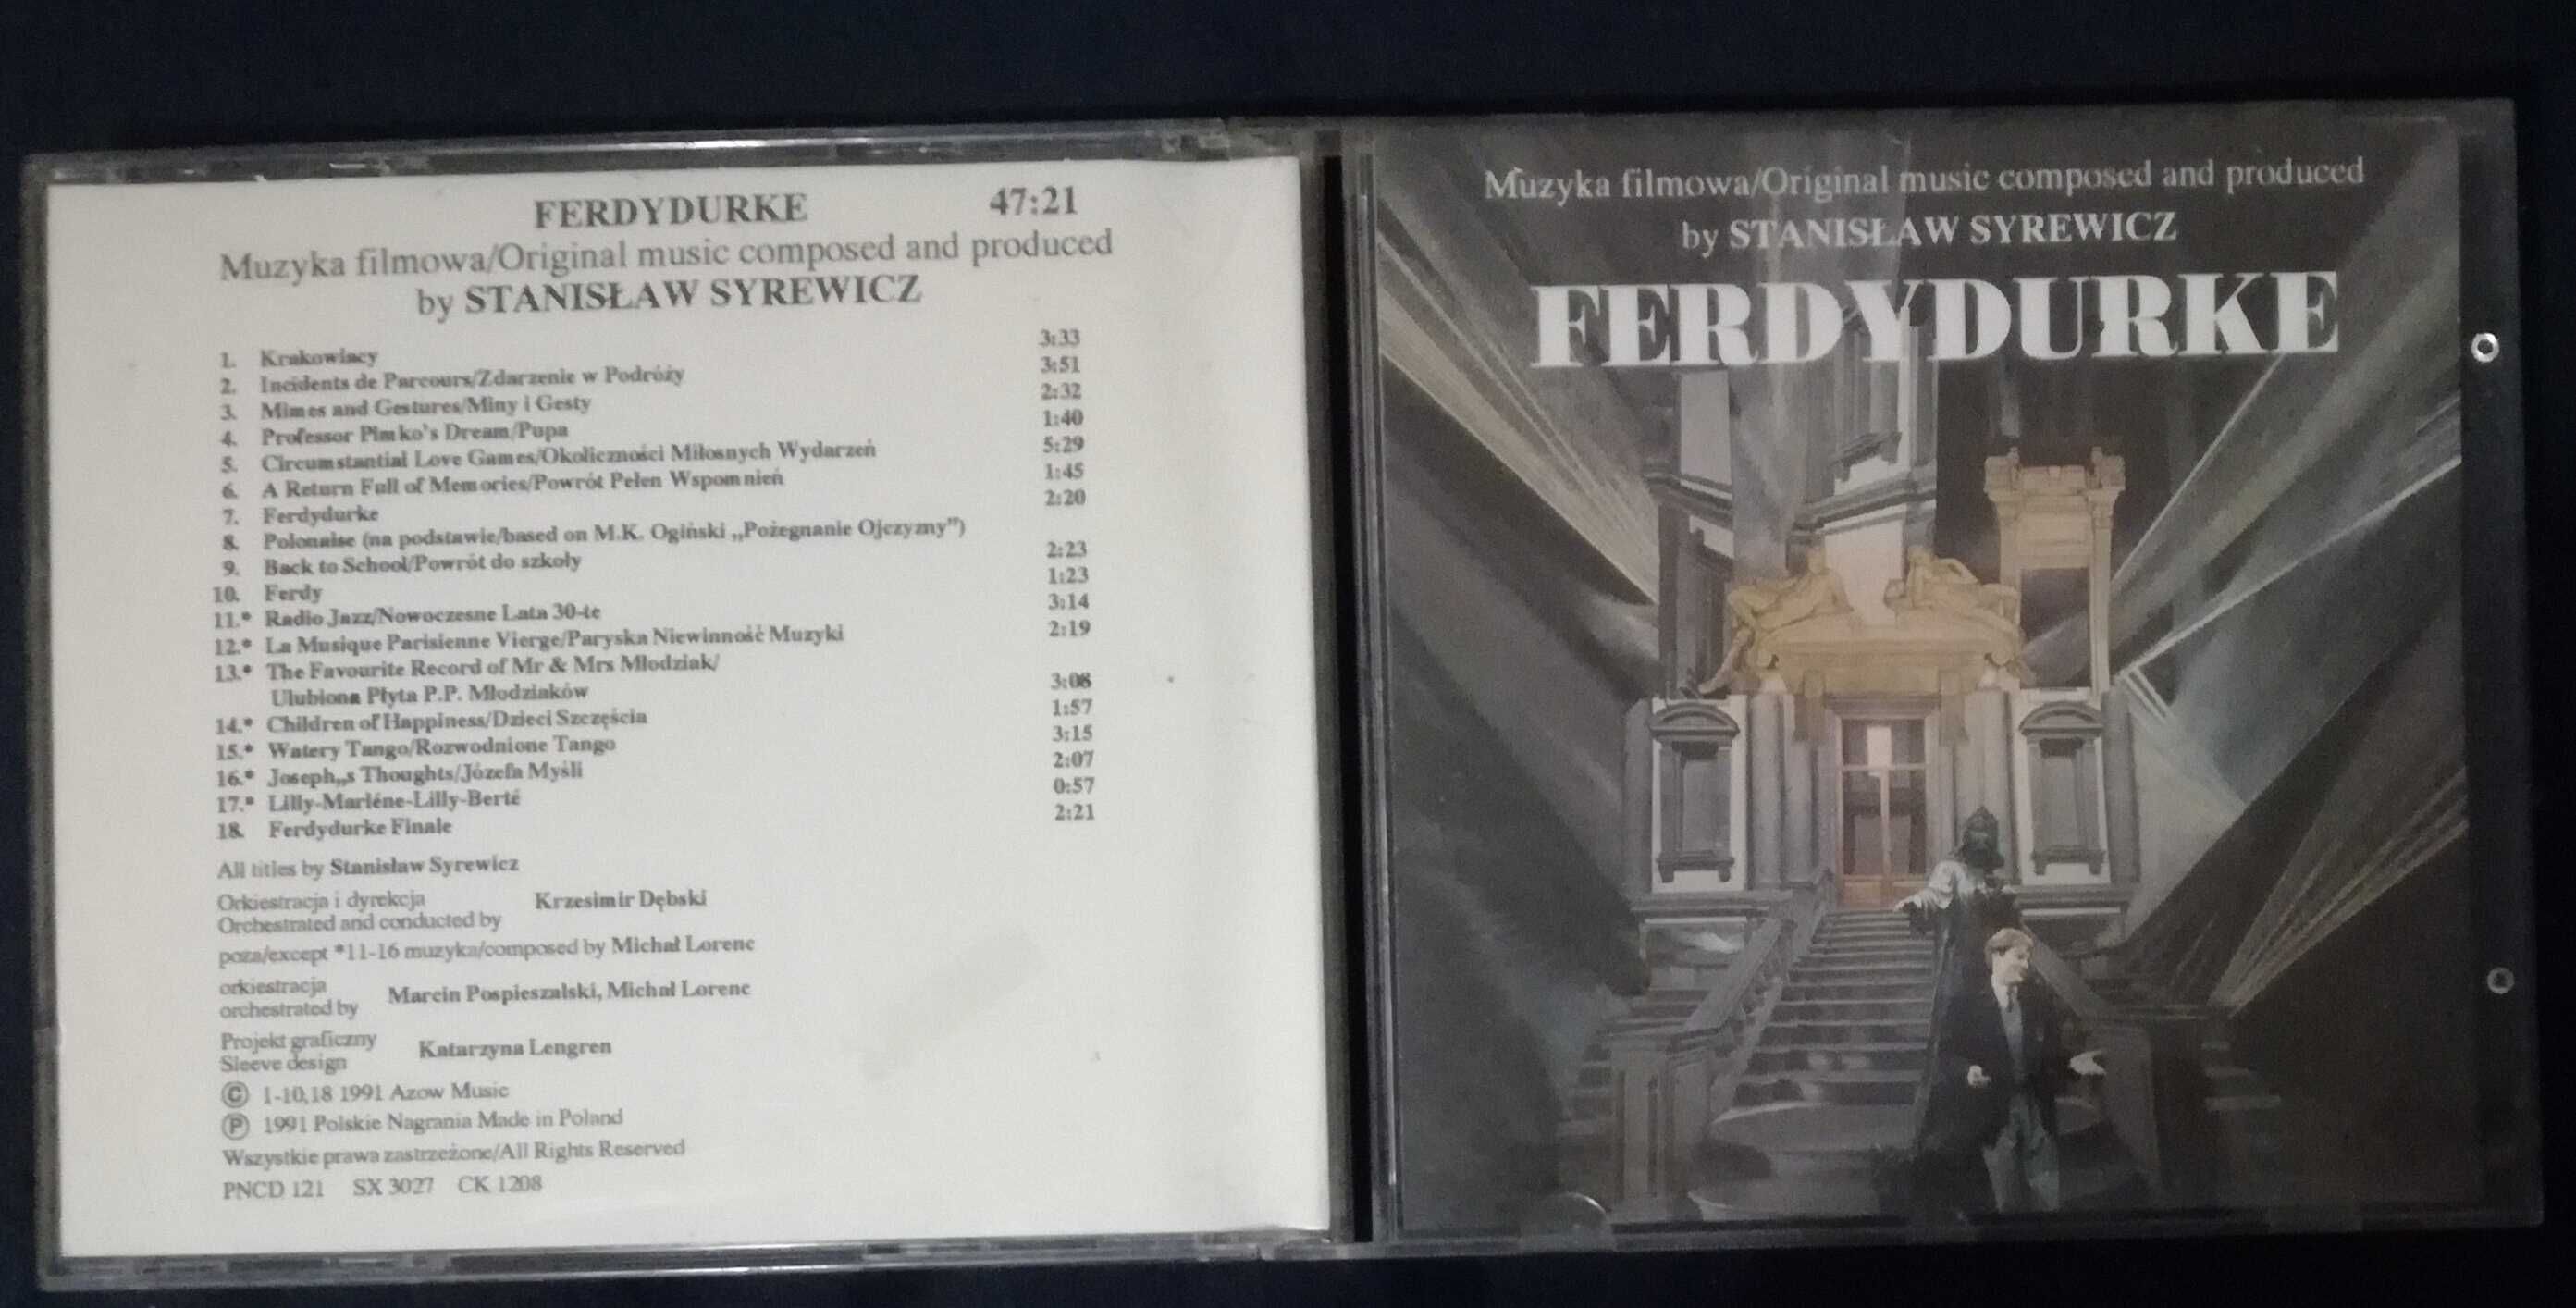 FERDYDURKE 47:21
Muzyka filmowa/Original music composed and produced
by STANISŁAW SYREWICZ
1. Krakowiacy 3:33
2. Incidents de Parcours/Zdarzenie w Podróży 3:51
3. Mimes and Gestures/Miny i Gesty 2:32
4. Professor Pimko's Dream/Pupa 1:40
5. Circumstantial Love Games/Okoliczności Miłosnych Wydarzeń 5:29
6. A Return Full of Memories/Powrót Pełen Wspomnień 1:45
7. Ferdydurke 2:20
8. Polonaise (na podstawie/based on M.K. Ogiński „Pożegnanie Ojczyzny")
9. Back to School/Powrót do szkoły 2:23
10. Ferdy 1:23
11.* Radio Jazz/Nowoczesne Lata 30-te 3:14
12.* La Musique Parisienne Vierge/Paryska Niewinność Muzyki 2:19
13.* The Favourite Record of Mr & Mrs Młodziak/
Ulubiona Płyta P.P. Młodziaków 3:08
14.* Children of Happiness/Dzieci Szczęścia 1:57
15.* Watery Tango/Rozwodnione Tango 3:15
16.* Joseph„s Thoughts/Józefa Myśli 2:07
17.* Lilly-Marléne-Lilly-Berté 0:57
18. Ferdydurke Finale 2:21
All titles by Stanisław Syrewicz
Orkiestracja i dyrekcja Krzesimir Dębski
Orchestrated and conducted by
poza/except *11-16 muzyka/composed by Michał Lorenc
orkiestracja
orchestrated by Marcin Pospieszalski, Michał Lorenc
Projekt graficzny
Sleeve design Katarzyna Lengren
Ⓒ 1-10,18 1991 Azow Music
Ⓟ 1991 Polskie Nagrania Made in Poland
Wszystkie prawa zastrzeżone/All Rights Reserved
PNCD 121 SX 3027 CK 1208
Muzyka filmowa/Original music composed and produced
by STANISŁAW SYREWICZ
FERDYDURKE